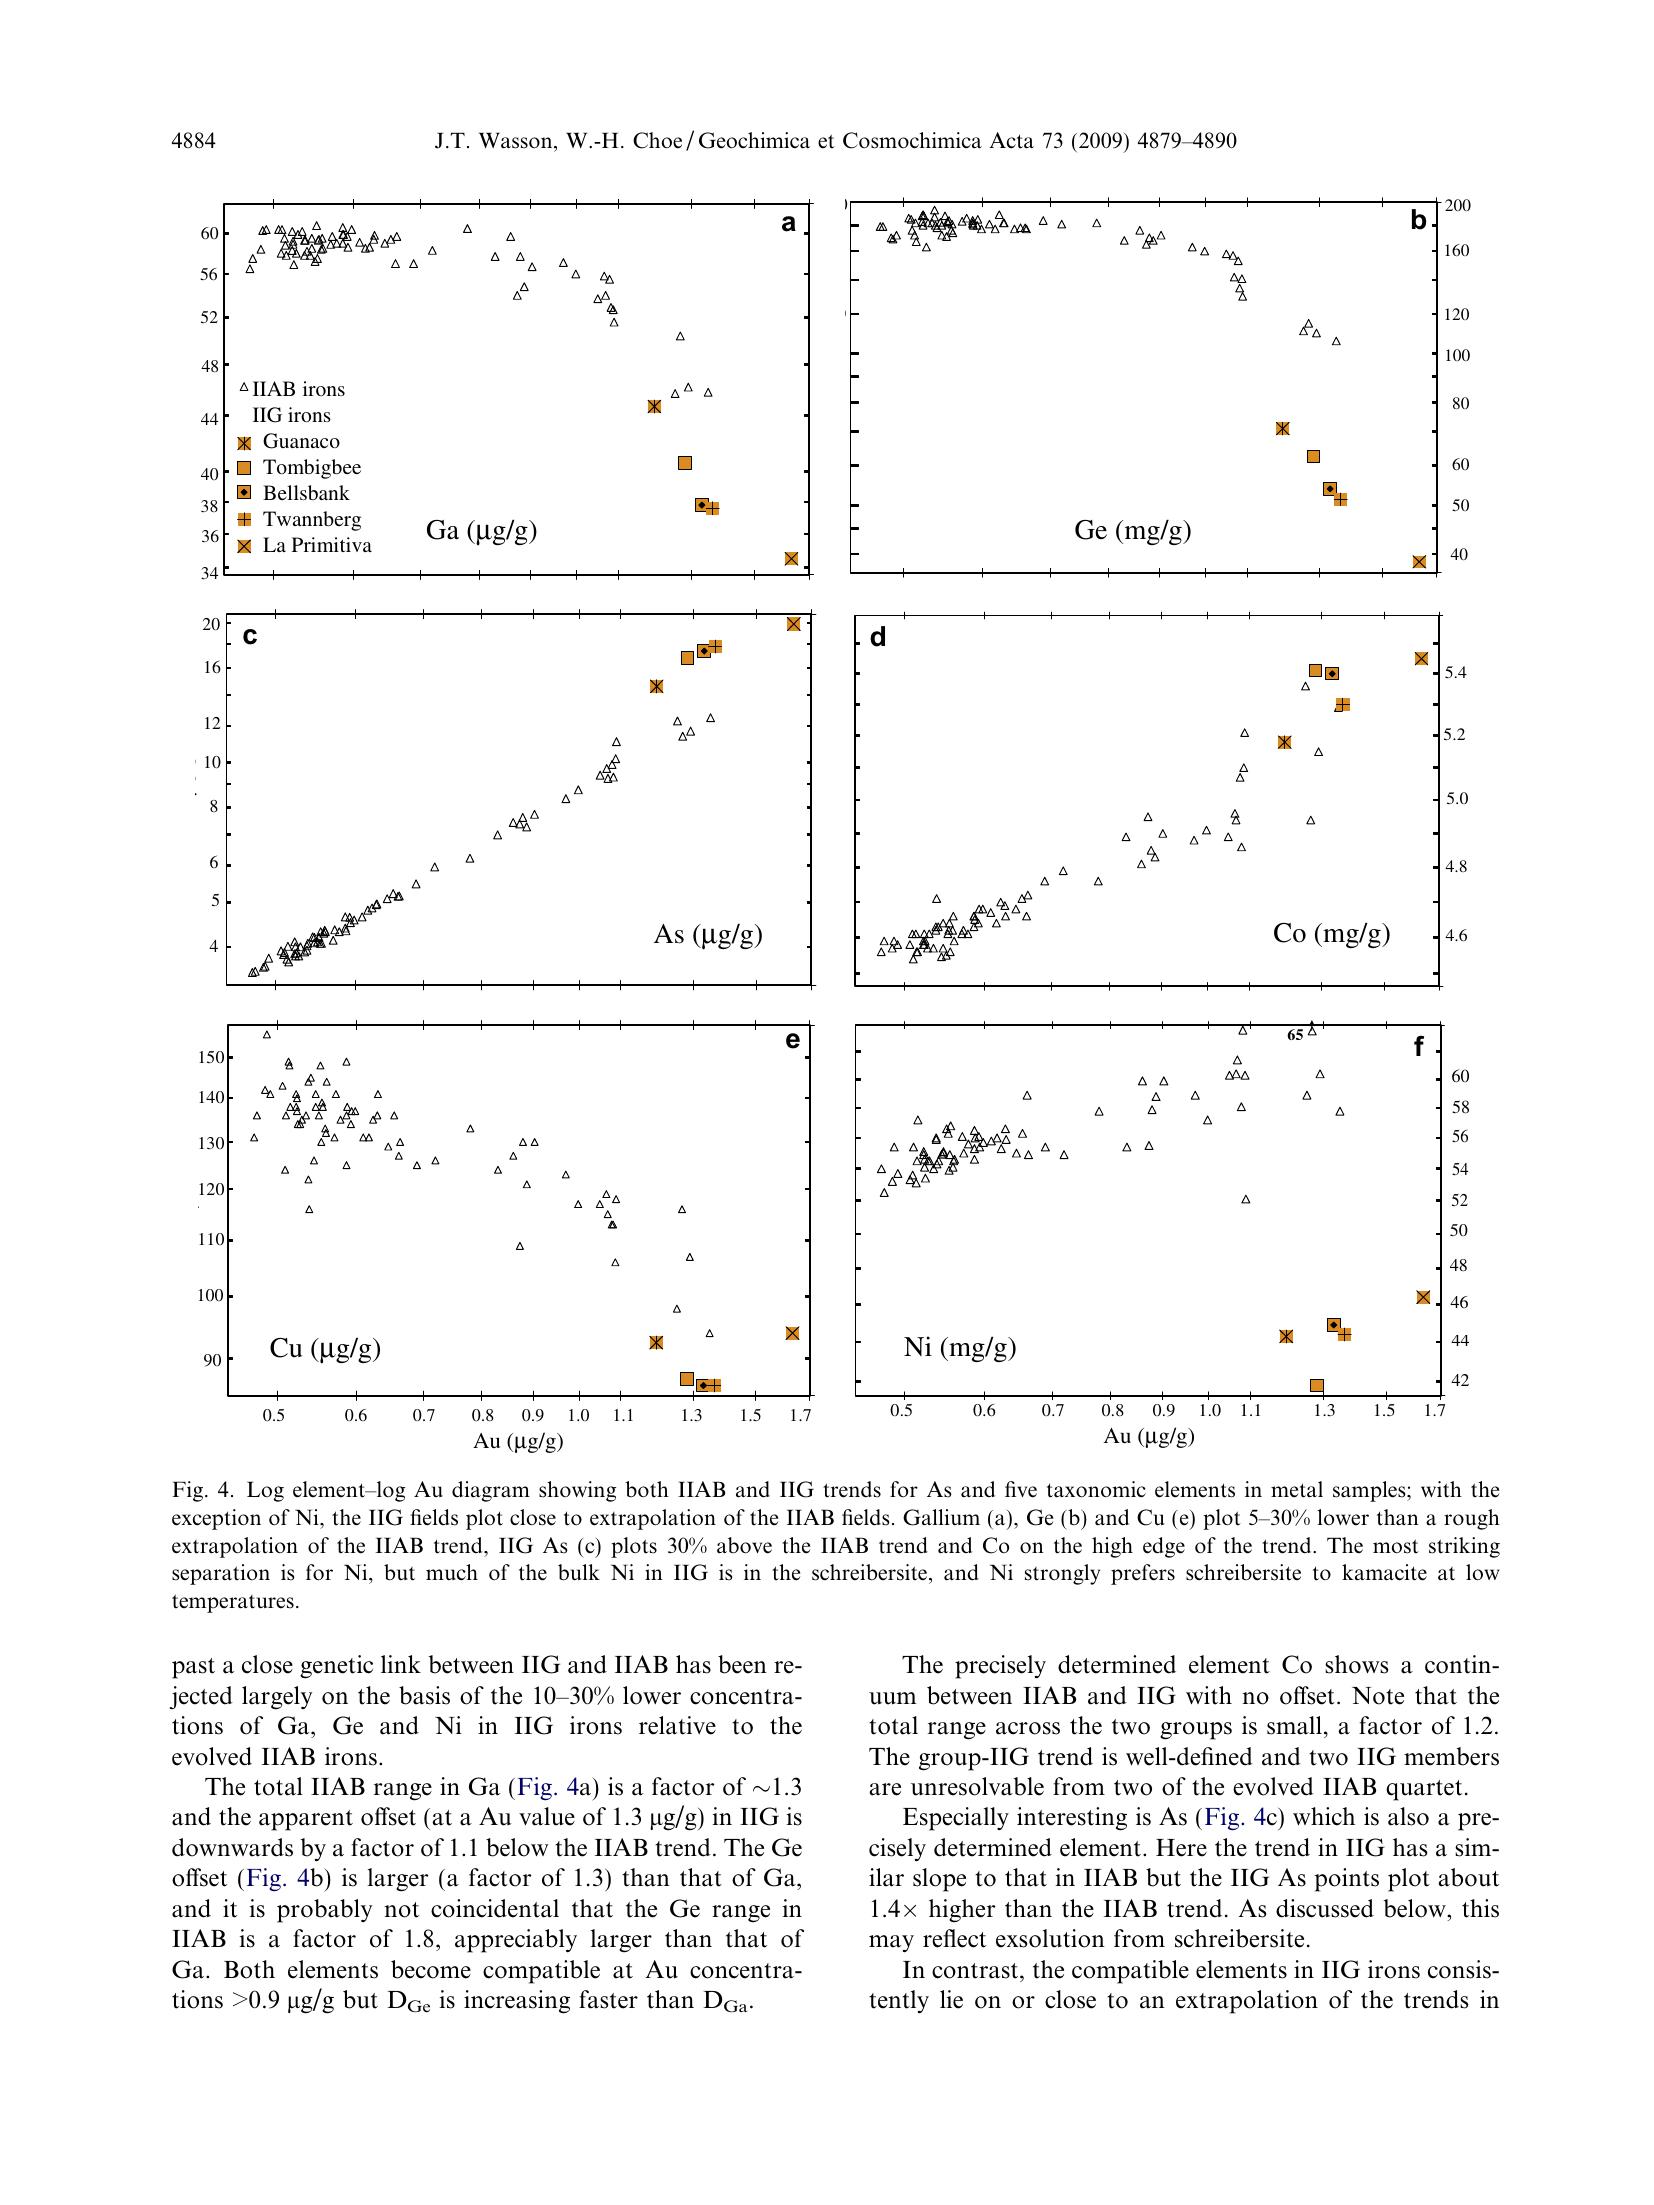 4884
J.T. Wasson, W.-H. Choe / Geochimica et Cosmochimica Acta 73 (2009) 4879–4890
a
60
56
52
48
44
40
38
36
34
IIAB irons
IIG irons
Guanaco
Tombigbee
Bellsbank
Twannberg
La Primitiva
Ga (μg/g)
b
200
160
120
100
80
60
50
40
Ge (mg/g)
c
20
16
12
10
8
6
5
4
As (μg/g)
d
5.4
5.2
5.0
4.8
4.6
Co (mg/g)
e
150
140
130
120
110
100
90
Cu (μg/g)
0.5 0.6 0.7 0.8 0.9 1.0 1.1 1.3 1.5 1.7
Au (μg/g)
65
f
60
58
56
54
52
50
48
46
44
42
Ni (mg/g)
0.5 0.6 0.7 0.8 0.9 1.0 1.1 1.3 1.5 1.7
Au (μg/g)
Fig. 4. Log element–log Au diagram showing both IIAB and IIG trends for As and five taxonomic elements in metal samples; with the
exception of Ni, the IIG fields plot close to extrapolation of the IIAB fields. Gallium (a), Ge (b) and Cu (e) plot 5–30% lower than a rough
extrapolation of the IIAB trend, IIG As (c) plots 30% above the IIAB trend and Co on the high edge of the trend. The most striking
separation is for Ni, but much of the bulk Ni in IIG is in the schreibersite, and Ni strongly prefers schreibersite to kamacite at low
temperatures.
past a close genetic link between IIG and IIAB has been re-
jected largely on the basis of the 10–30% lower concentra-
tions of Ga, Ge and Ni in IIG irons relative to the
evolved IIAB irons.
The total IIAB range in Ga (Fig. 4a) is a factor of ~1.3
and the apparent offset (at a Au value of 1.3 μg/g) in IIG is
downwards by a factor of 1.1 below the IIAB trend. The Ge
offset (Fig. 4b) is larger (a factor of 1.3) than that of Ga,
and it is probably not coincidental that the Ge range in
IIAB is a factor of 1.8, appreciably larger than that of
Ga. Both elements become compatible at Au concentra-
tions >0.9 μg/g but DGe is increasing faster than DGa.
The precisely determined element Co shows a contin-
uum between IIAB and IIG with no offset. Note that the
total range across the two groups is small, a factor of 1.2.
The group-IIG trend is well-defined and two IIG members
are unresolvable from two of the evolved IIAB quartet.
Especially interesting is As (Fig. 4c) which is also a pre-
cisely determined element. Here the trend in IIG has a sim-
ilar slope to that in IIAB but the IIG As points plot about
1.4× higher than the IIAB trend. As discussed below, this
may reflect exsolution from schreibersite.
In contrast, the compatible elements in IIG irons consis-
tently lie on or close to an extrapolation of the trends in